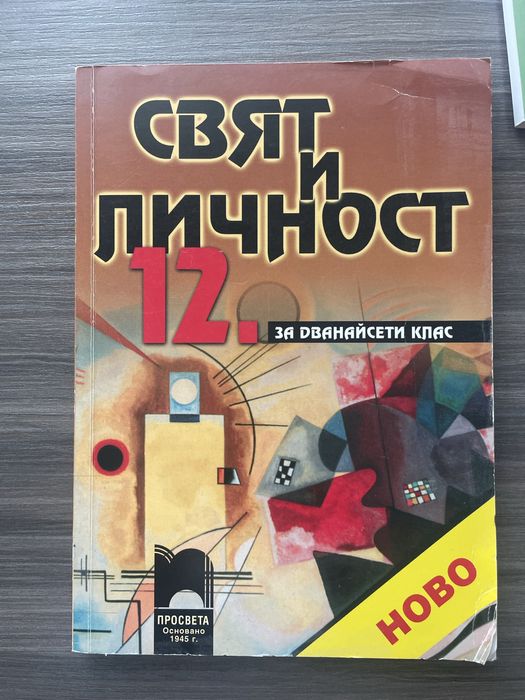 СВЯТ
И
ЛИЧНОСТ
12.
ЗА ДВАНАЙСЕТИ КЛАС
ПРОСВЕТА
Основано
1945 г.
НОВО